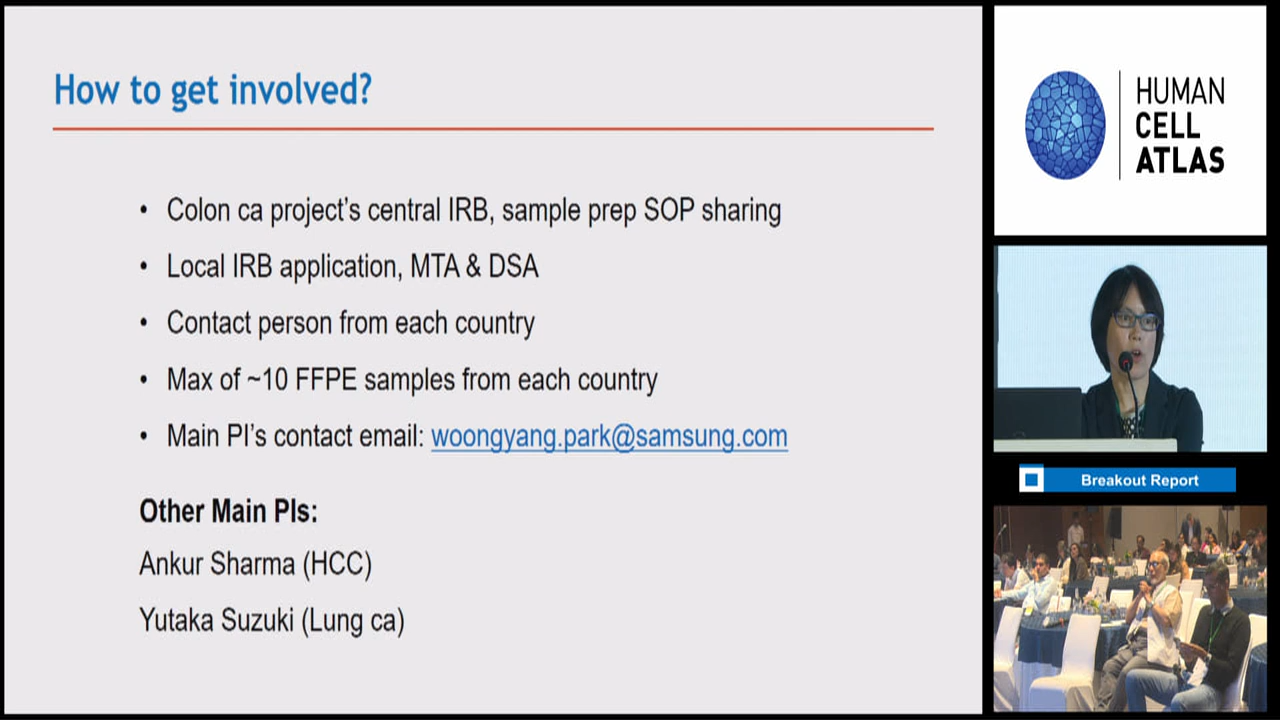 How to get involved?
• Colon ca project's central IRB, sample prep SOP sharing
• Local IRB application, MTA & DSA
• Contact person from each country
• Max of ~10 FFPE samples from each country
• Main PI's contact email: woongyang.park@samsung.com
Other Main PIs:
Ankur Sharma (HCC)
Yutaka Suzuki (Lung ca)
HUMAN
CELL
ATLAS
Breakout Report